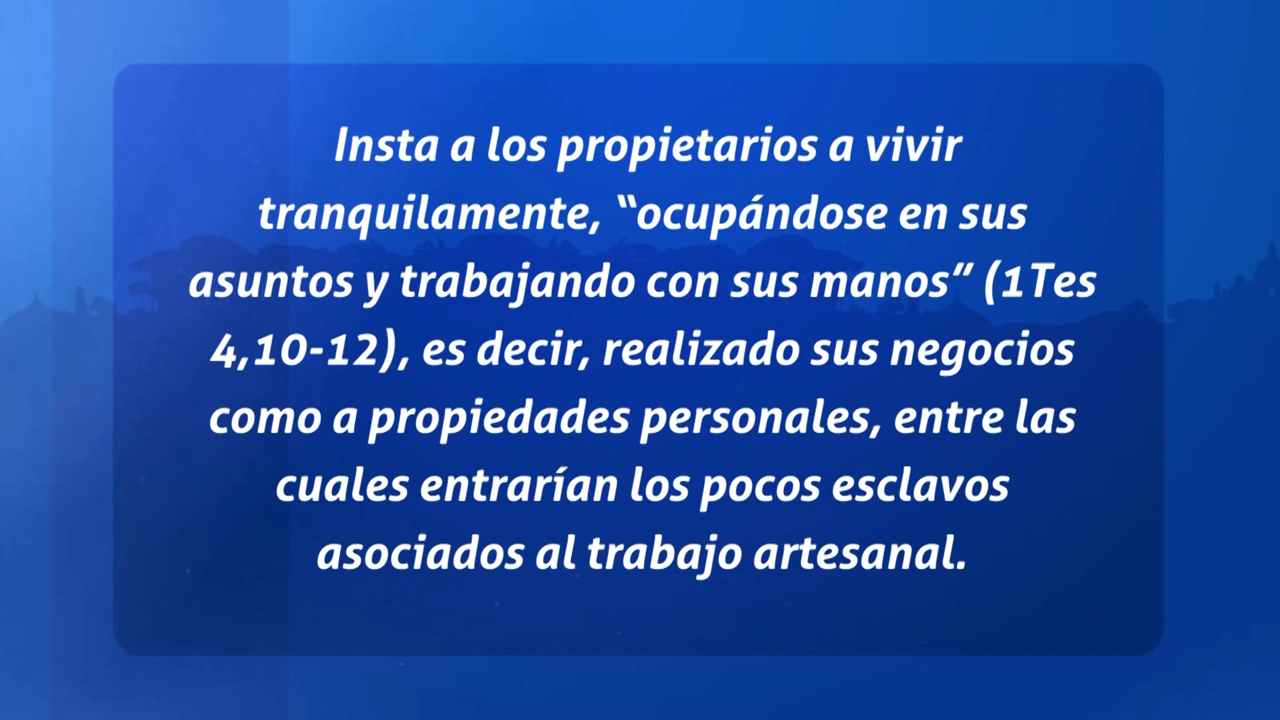 Insta a los propietarios a vivir
tranquilamente, “ocupándose en sus
asuntos y trabajando con sus manos” (1Tes
4,10-12), es decir, realizado sus negocios
como a propiedades personales, entre las
cuales entrarían los pocos esclavos
asociados al trabajo artesanal.